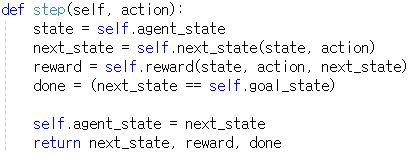 def step(self, action):
    state = self.agent_state
    next_state = self.next_state(state, action)
    reward = self.reward(state, action, next_state)
    done = (next_state == self.goal_state)

    self.agent_state = next_state
    return next_state, reward, done